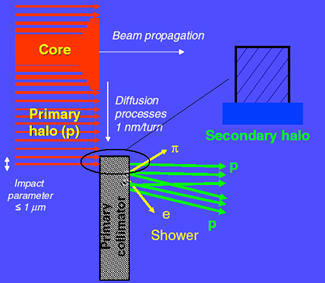 Core
Beam propagation
Diffusion
processes
1 nm/turn
Primary
halo (p)
Secondary halo
Impact
parameter
≤ 1 μm
Primary
collimator
π
p
e
Shower
p